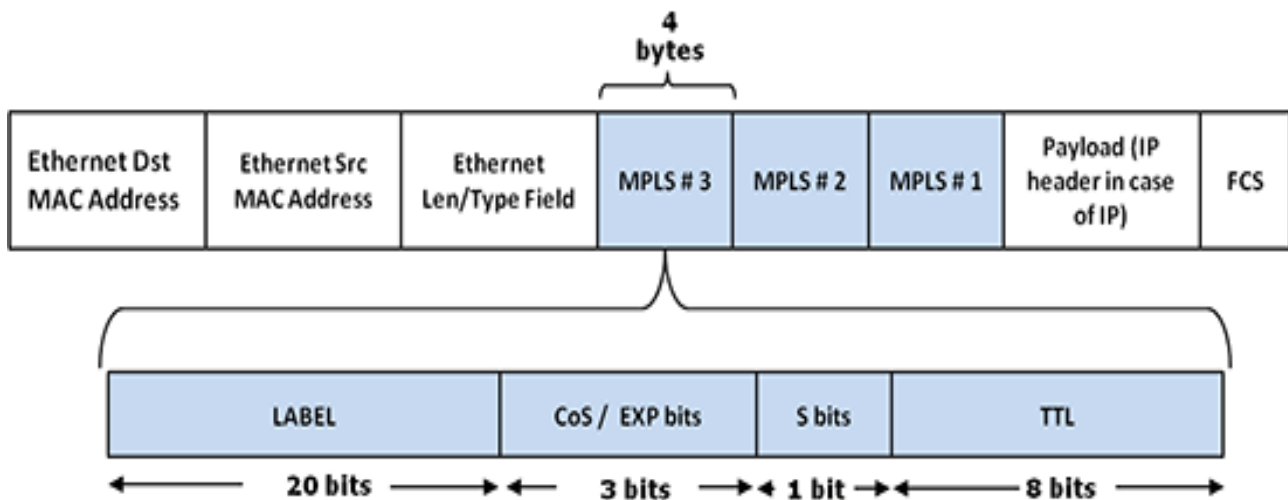 4
bytes
Ethernet Dst
MAC Address
Ethernet Src
MAC Address
Ethernet
Len/Type Field
MPLS # 3
MPLS # 2
MPLS # 1
Payload (IP
header in case
of IP)
FCS
LABEL
CoS / EXP bits
S bits
TTL
20 bits
3 bits
1 bit
8 bits